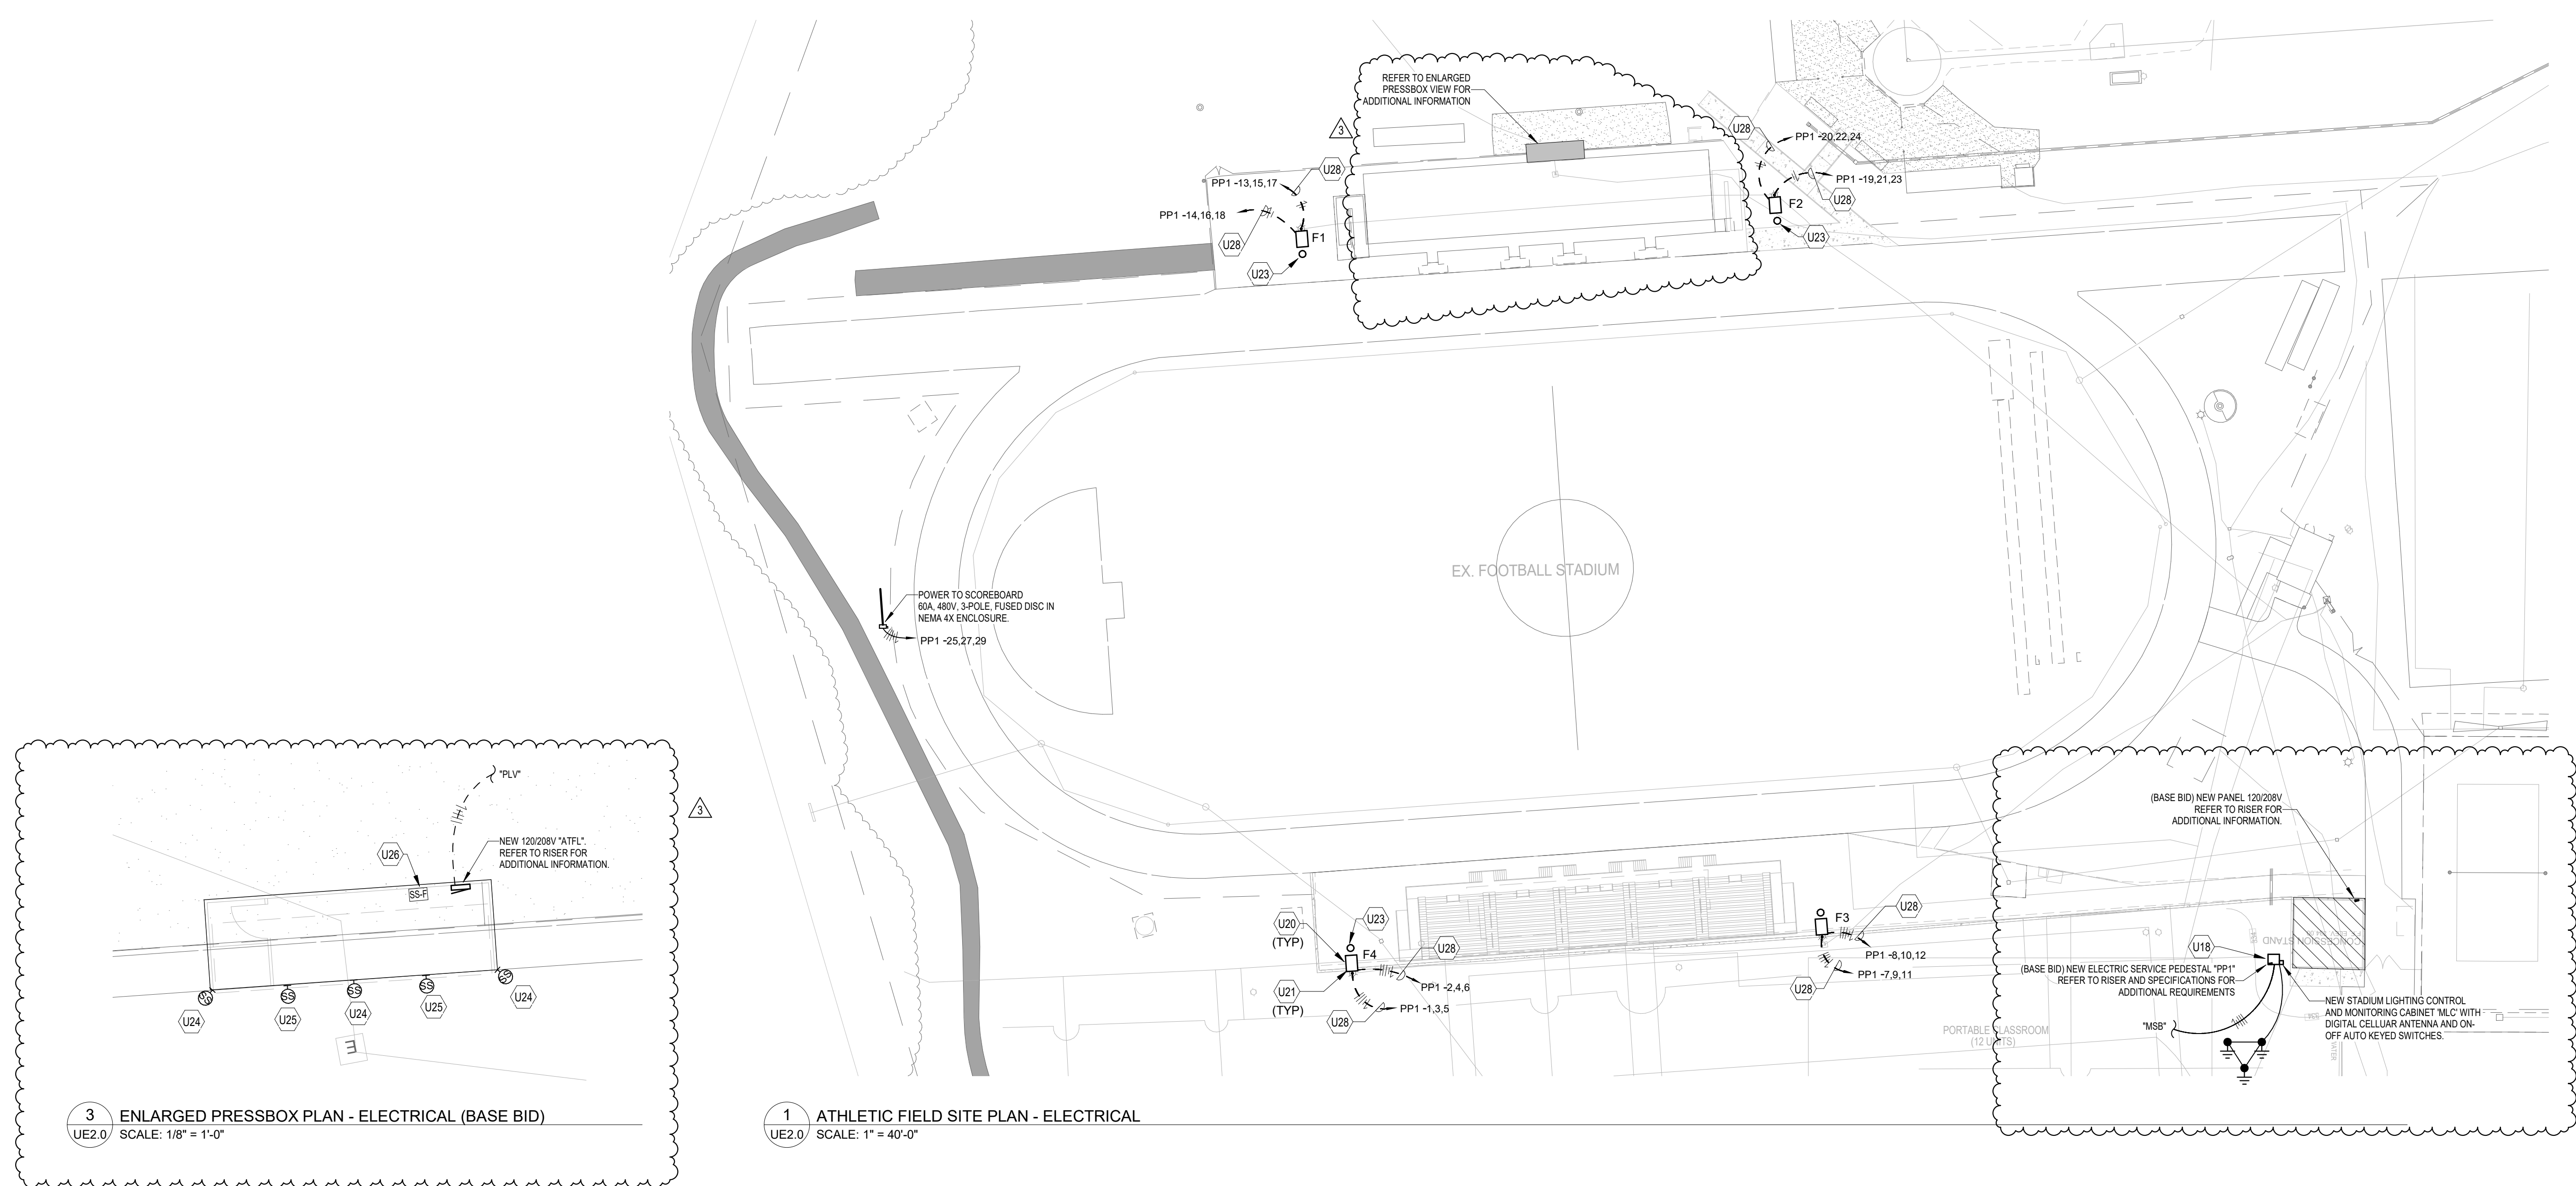 REFER TO ENLARGED
PRESSBOX VIEW FOR
ADDITIONAL INFORMATION
3
U28
PP1 -20,22,24
U28
PP1 -13,15,17
PP1 -19,21,23
U28
PP1 -14,16,18
F2
U28
F1
U23
U23
EX. FOOTBALL STADIUM
POWER TO SCOREBOARD
60A, 480V, 3-POLE, FUSED DISC IN
NEMA 4X ENCLOSURE.
PP1 -25,27,29
"PLV"
3
NEW 120/208V "ATFL".
REFER TO RISER FOR
ADDITIONAL INFORMATION.
U26
SS-F
SS
SS
SS
SS
SS
U24
U25
U24
U25
U24
E
3
UE2.0
ENLARGED PRESSBOX PLAN - ELECTRICAL (BASE BID)
SCALE: 1/8" = 1'-0"
U20
(TYP)
U23
F4
U28
U21
(TYP)
PP1 -2,4,6
PP1 -1,3,5
U28
F3
U28
PP1 -8,10,12
PP1 -7,9,11
U28
PORTABLE CLASSROOM
(12 UNITS)
(BASE BID) NEW PANEL 120/208V
REFER TO RISER FOR
ADDITIONAL INFORMATION.
CONCESSION STAND
U18
(BASE BID) NEW ELECTRIC SERVICE PEDESTAL "PP1"
REFER TO RISER AND SPECIFICATIONS FOR
ADDITIONAL REQUIREMENTS
NEW STADIUM LIGHTING CONTROL
AND MONITORING CABINET 'MLC' WITH
DIGITAL CELLUAR ANTENNA AND ON-
OFF AUTO KEYED SWITCHES.
"MSB"
1
UE2.0
ATHLETIC FIELD SITE PLAN - ELECTRICAL
SCALE: 1" = 40'-0"